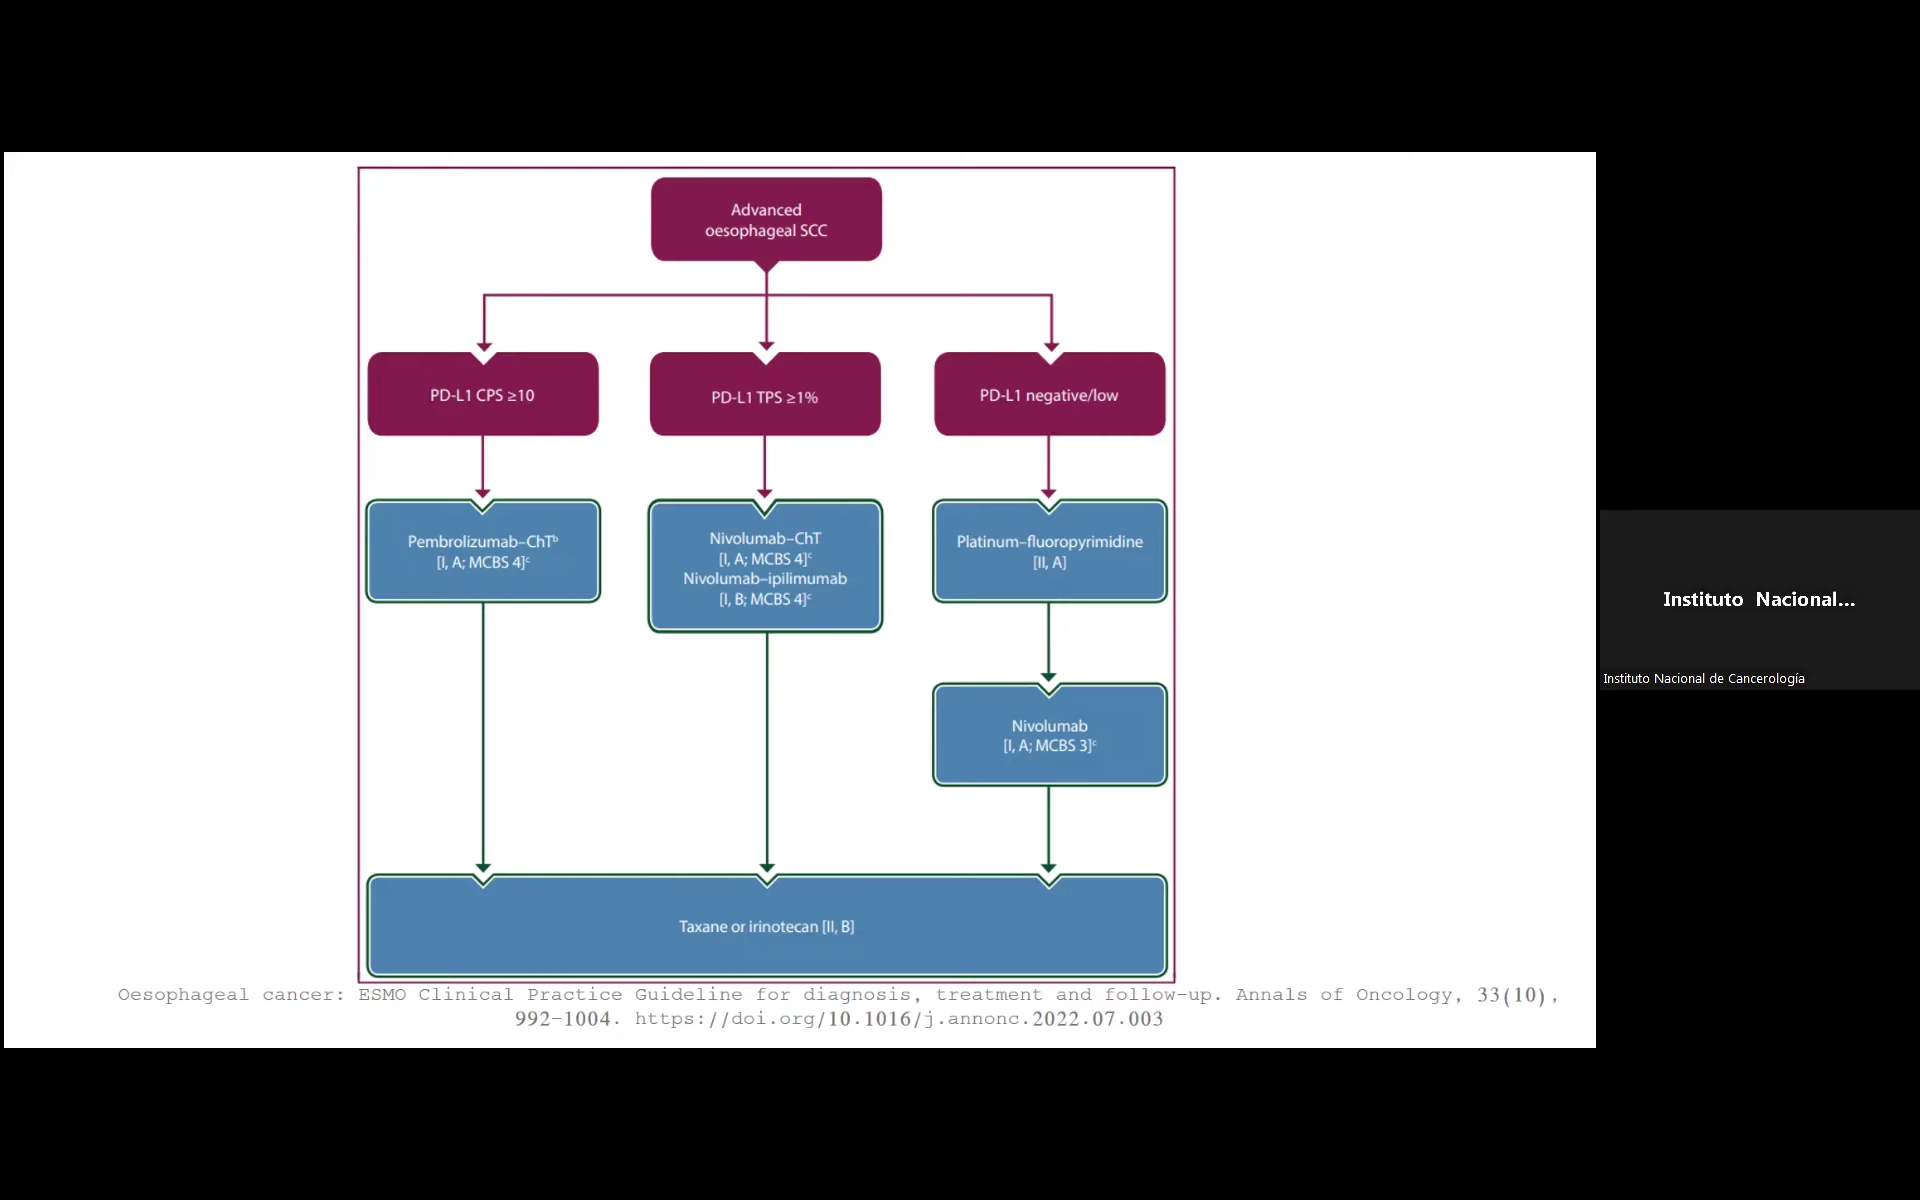 Advanced
oesophageal SCC
PD-L1 CPS ≥10
PD-L1 TPS ≥1%
PD-L1 negative/low
Pembrolizumab–ChTᵇ
[I, A; MCBS 4]ᶜ
Nivolumab–ChT
[I, A; MCBS 4]ᶜ
Nivolumab–ipilimumab
[I, B; MCBS 4]ᶜ
Platinum–fluoropyrimidine
[II, A]
Nivolumab
[I, A; MCBS 3]ᶜ
Taxane or irinotecan [II, B]
Oesophageal cancer: ESMO Clinical Practice Guideline for diagnosis, treatment and follow-up. Annals of Oncology, 33(10),
992-1004. https://doi.org/10.1016/j.annonc.2022.07.003
Instituto Nacional...
Instituto Nacional de Cancerología